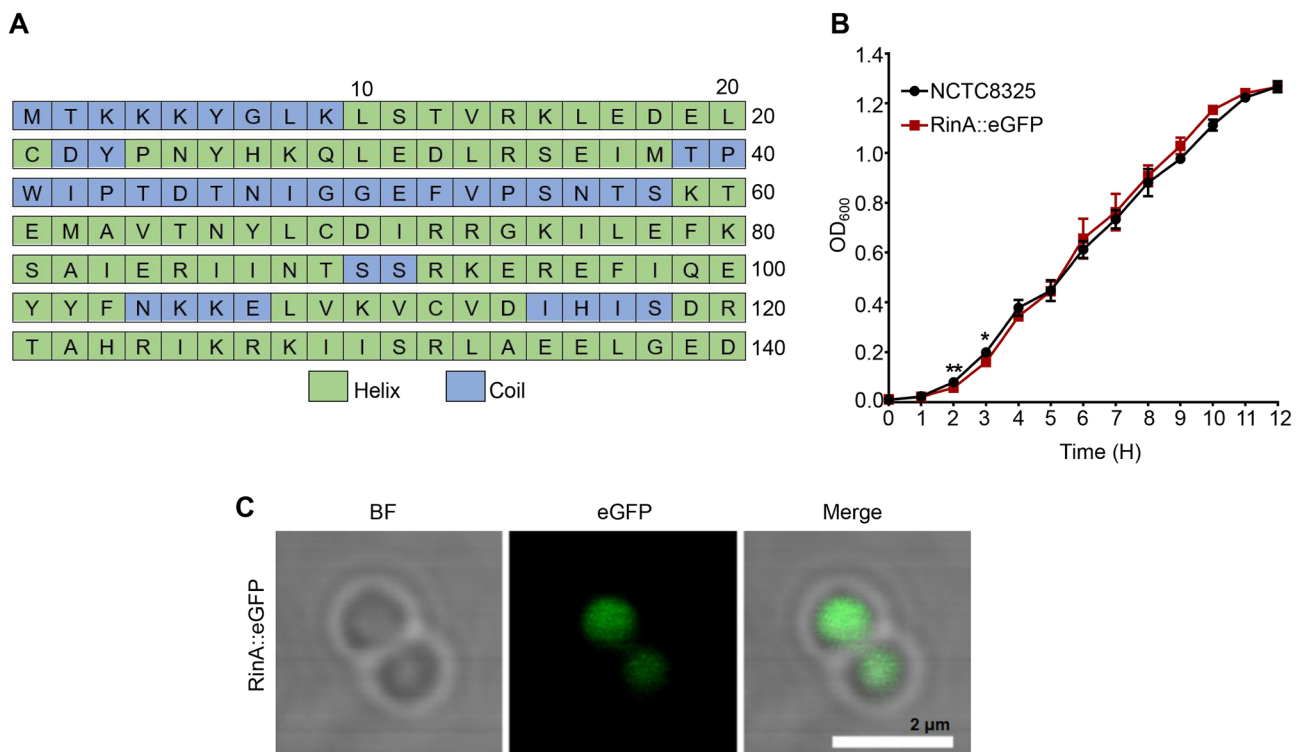 A
10 20
M T K K K Y G L K L S T V R K L E D E L 20
C D Y P N Y H K Q L E D L R S E I M T P 40
W I P T D T N I G G E F V P S N T S K T 60
E M A V T N Y L C D I R R G K I L E F K 80
S A I E R I I N T S S R K E R E F I Q E 100
Y Y F N K K E L V K V C V D I H I S D R 120
T A H R I K R K I I S R L A E E L G E D 140
Helix Coil
B
1.4
1.2
1.0
0.8
0.6
0.4
0.2
0.0
OD600
NCTC8325
RinA::eGFP
**
*
0 1 2 3 4 5 6 7 8 9 10 11 12
Time (H)
C
BF eGFP Merge
RinA::eGFP
2 µm